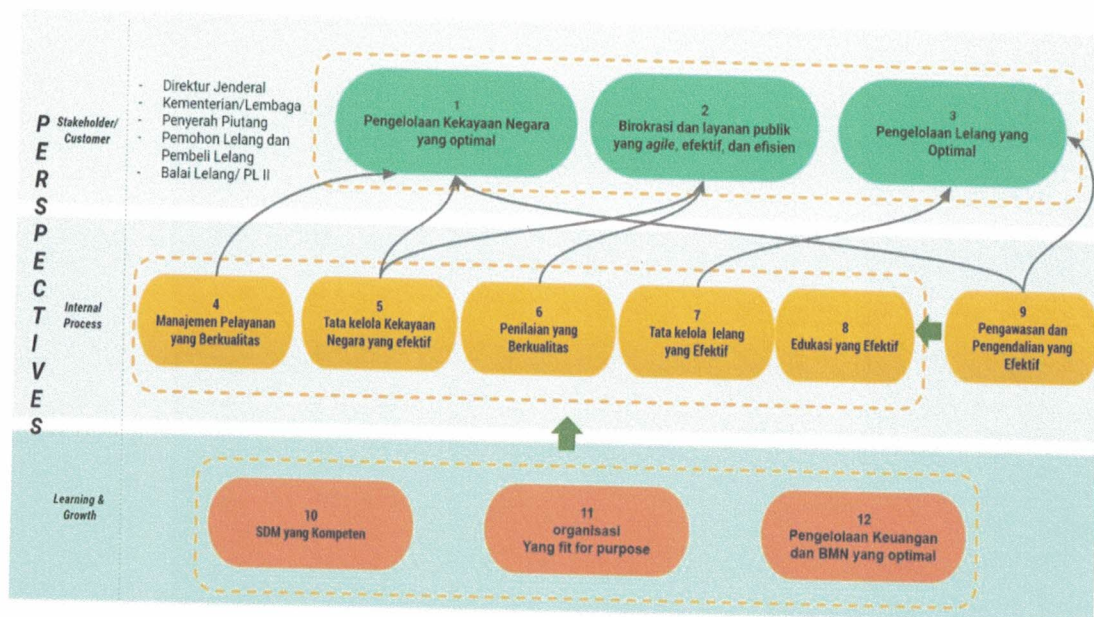 PERSPECTIVES
Stakeholder/
Customer
- Direktur Jenderal
- Kementerian/Lembaga
- Penyerah Piutang
- Pemohon Lelang dan
Pembeli Lelang
- Balai Lelang/ PL II
1
Pengelolaan Kekayaan Negara
yang optimal
2
Birokrasi dan layanan publik
yang agile, efektif, dan efisien
3
Pengelolaan Lelang yang
Optimal
Internal
Process
4
Manajemen Pelayanan
yang Berkualitas
5
Tata kelola Kekayaan
Negara yang efektif
6
Penilaian yang
Berkualitas
7
Tata kelola lelang
yang Efektif
8
Edukasi yang Efektif
9
Pengawasan dan
Pengendalian yang
Efektif
Learning &
Growth
10
SDM yang Kompeten
11
organisasi
Yang fit for purpose
12
Pengelolaan Keuangan
dan BMN yang optimal